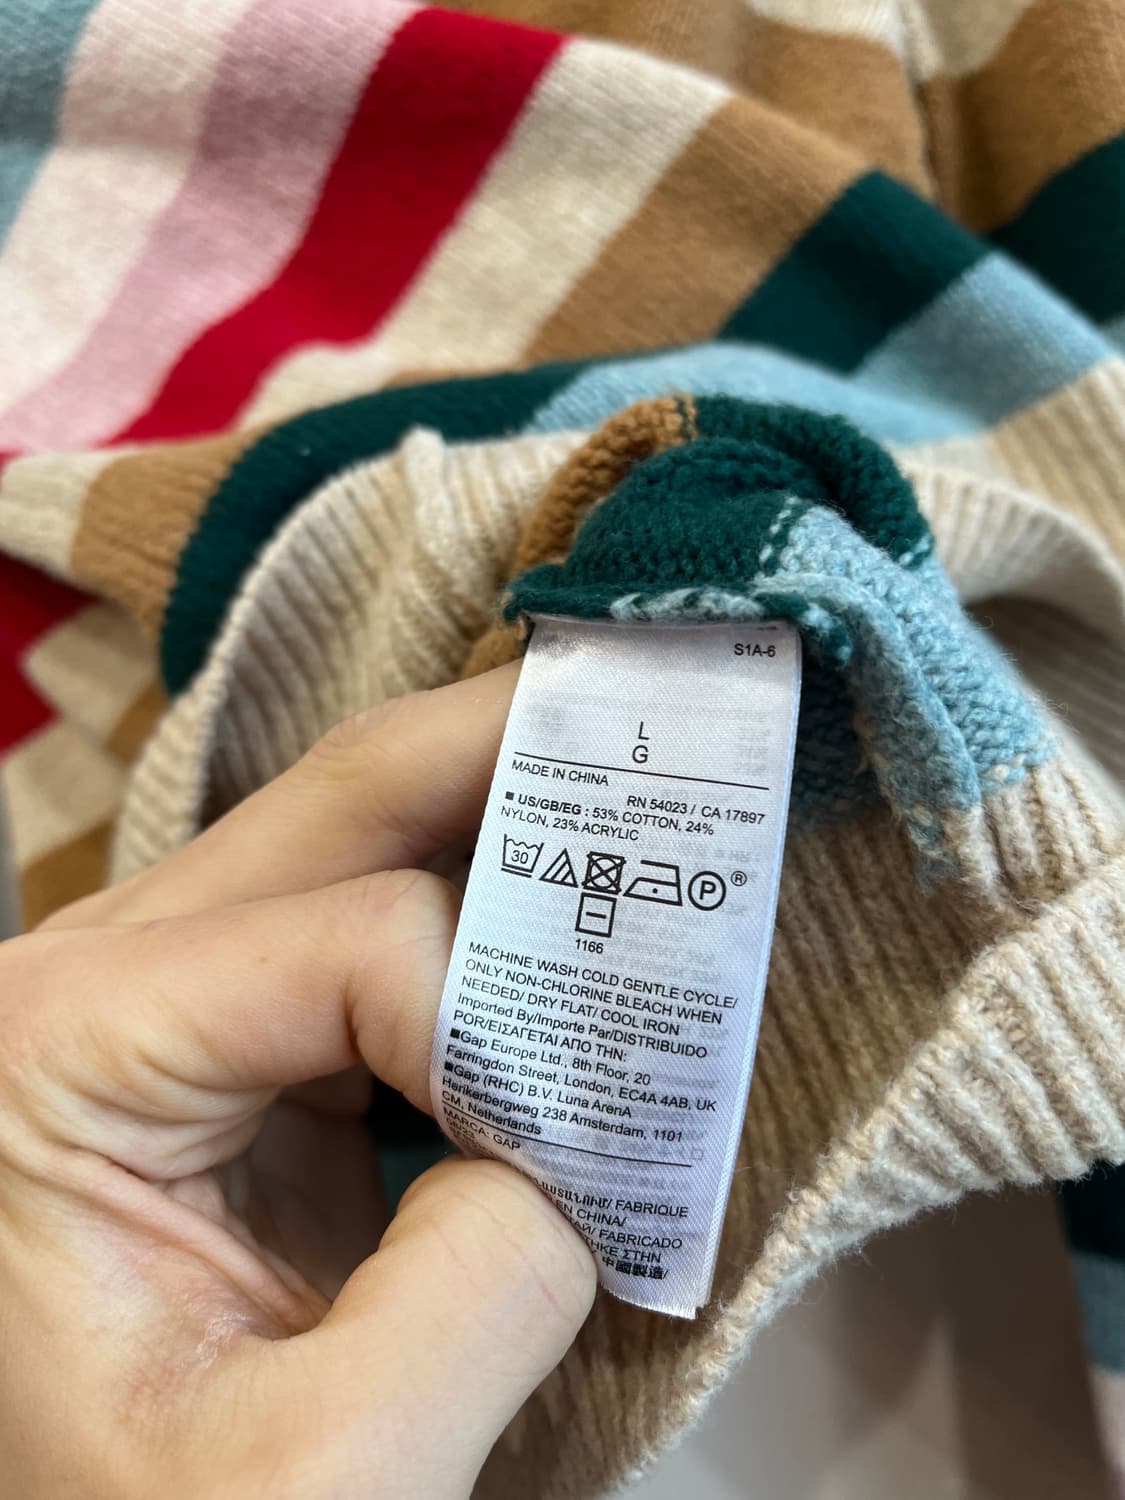 S1A-6
L
G
MADE IN CHINA
RN 54023 / CA 17897
■ US/GB/EG : 53% COTTON, 24%
NYLON, 23% ACRYLIC
30
P ®
1166
MACHINE WASH COLD GENTLE CYCLE/
ONLY NON-CHLORINE BLEACH WHEN
NEEDED/ DRY FLAT/ COOL IRON
Imported By/Importe Par/DISTRIBUIDO
POR/ΕΙΣΑΓΕΤΑΙ ΑΠΟ ΤΗΝ:
■Gap Europe Ltd., 8th Floor, 20
Farringdon Street, London, EC4A 4AB, UK
■Gap (RHC) B.V. Luna ArenA
Herikerbergweg 238 Amsterdam, 1101
CM, Netherlands
MARCA: GAP
FABRIQUE
EN CHINA/
FABRICADO
ΣΤΗΝ
中國製造/